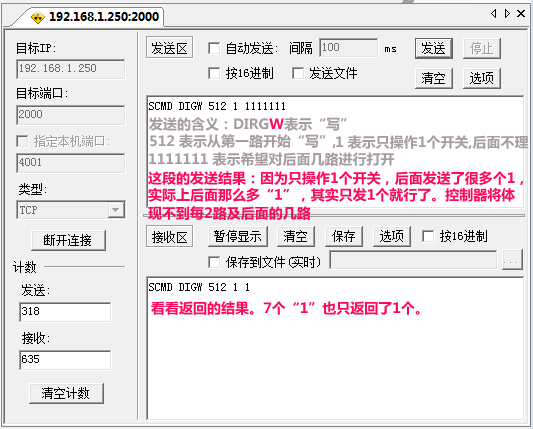 192.168.1.250:2000
目标IP:
192.168.1.250
目标端口:
2000
指定本机端口:
4001
类型:
TCP
断开连接
计数
发送:
318
接收:
635
清空计数
发送区
自动发送:
间隔
100
ms
发送
停止
按16进制
发送文件
清空
选项
SCMD DIGW 512 1 1111111
发送的含义：DIRGW表示“写”
512 表示从第一路开始“写”,1 表示只操作1个开关,后面不理
1111111 表示希望对后面几路进行打开
这段的发送结果：因为只操作1个开关，后面发送了很多个1，
实际上后面那么多“1”，其实只发1个就行了。控制器将体
现不到每2路及后面的几路
接收区
暂停显示
清空
保存
选项
按16进制
保存到文件(实时)
...
SCMD DIGW 512 1 1
看看返回的结果。7个“1”也只返回了1个。